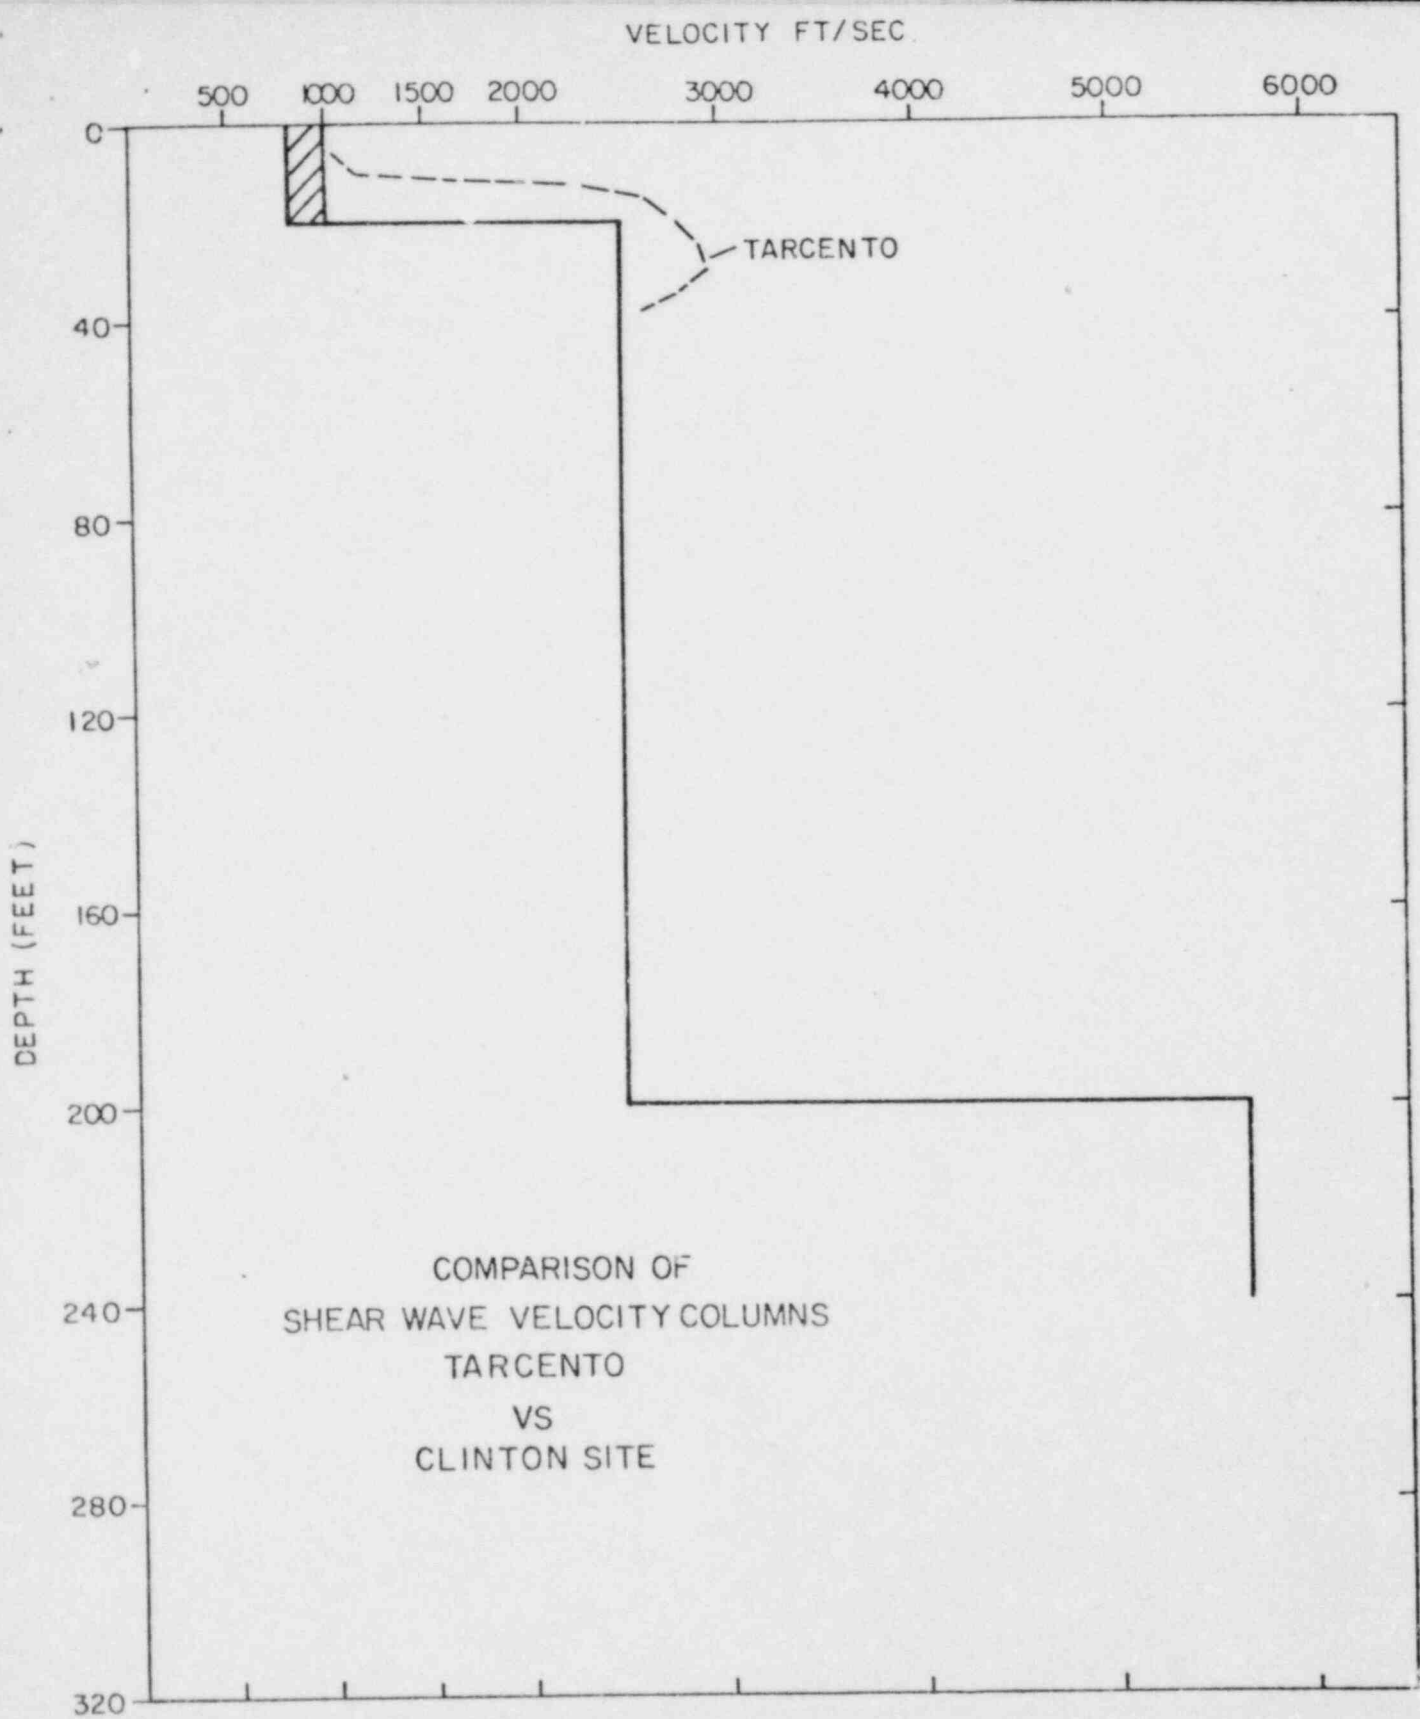 VELOCITY FT/SEC.
500 1000 1500 2000 3000 4000 5000 6000
0
TARCENTO
40
80
120
160
DEPTH (FEET)
200
COMPARISON OF
240
SHEAR WAVE VELOCITY COLUMNS
TARCENTO
VS
CLINTON SITE
280
320